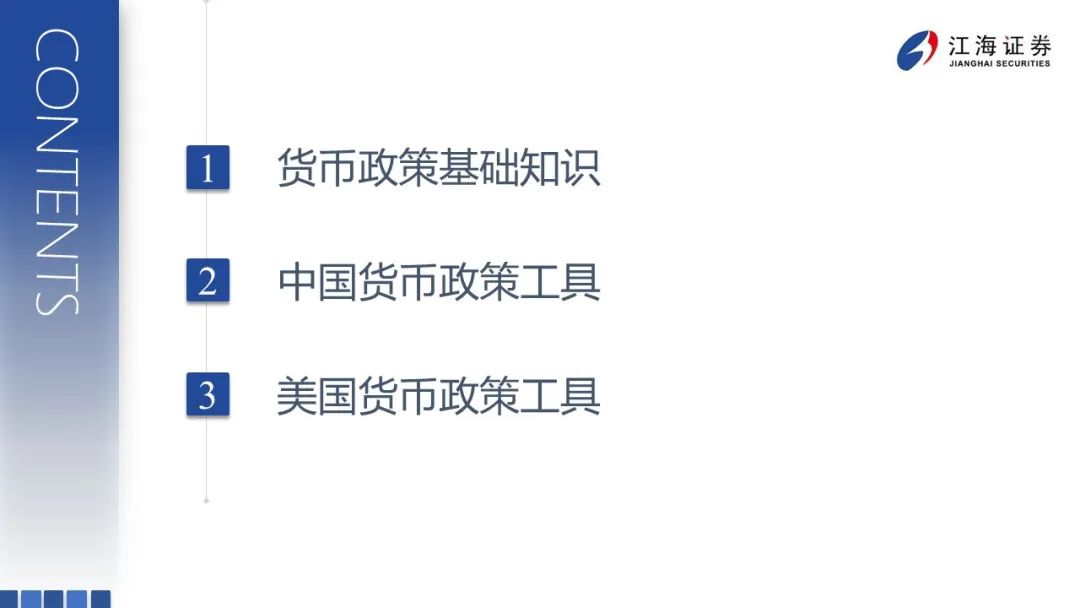 CONTENTS
江海证券
JIANGHAI SECURITIES
1 货币政策基础知识
2 中国货币政策工具
3 美国货币政策工具